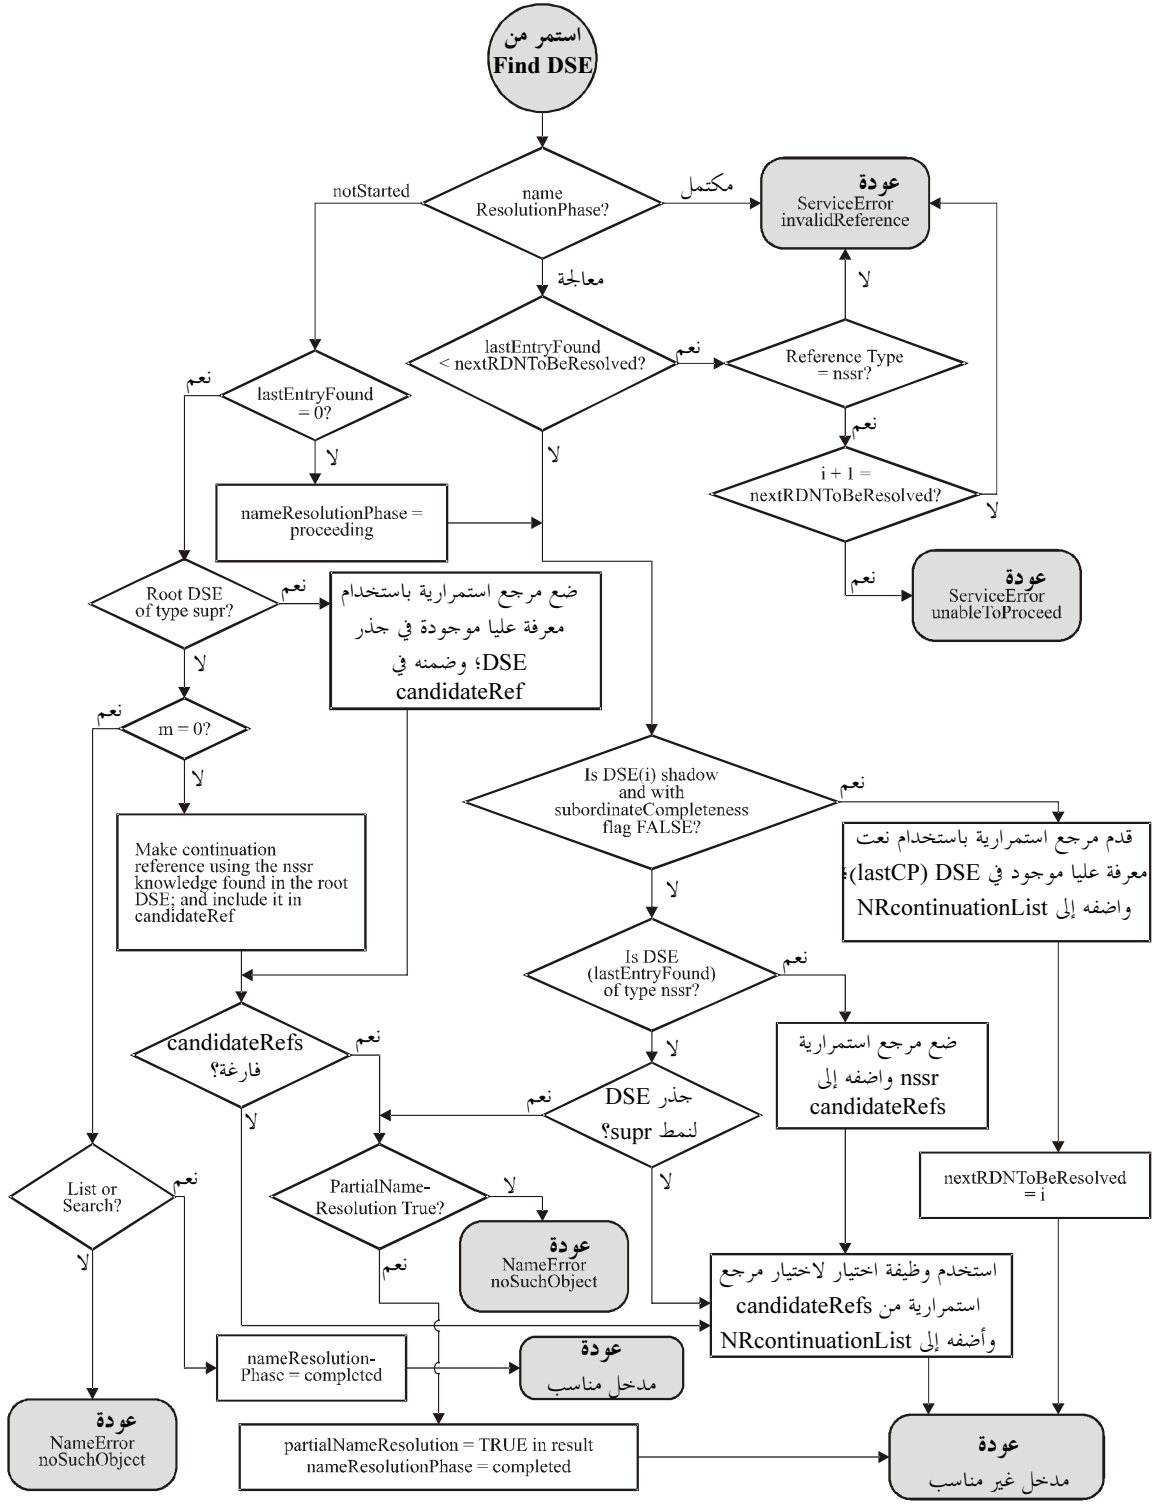 استمر من
Find DSE
name
ResolutionPhase?
notStarted
مكتمل
عودة
ServiceError
invalidReference
معالجة
لا
lastEntryFound
< nextRDNToBeResolved?
نعم
Reference Type
= nssr?
lastEntryFound
= 0?
نعم
لا
لا
نعم
i + 1 =
nextRDNToBeResolved?
لا
nameResolutionPhase =
proceeding
نعم
عودة
ServiceError
unableToProceed
Root DSE
of type supr?
نعم
ضع مرجع استمرارية باستخدام
معرفة عليا موجودة في جذر
DSE؛ وضمنه في
candidateRef
لا
m = 0?
نعم
لا
Is DSE(i) shadow
and with
subordinateCompleteness
flag FALSE?
نعم
لا
Make continuation
reference using the nssr
knowledge found in the root
DSE; and include it in
candidateRef
قدم مرجع استمرارية باستخدام نعت
معرفة عليا موجود في DSE (lastCP)؛
واضفه إلى NRcontinuationList
Is DSE
(lastEntryFound)
of type nssr?
نعم
لا
candidateRefs
فارغة؟
نعم
لا
ضع مرجع استمرارية
nssr واضفه إلى
candidateRefs
جذر DSE
لنمط supr؟
نعم
لا
List or
Search?
نعم
لا
PartialName-
Resolution True?
لا
نعم
nextRDNToBeResolved
= i
عودة
NameError
noSuchObject
استخدم وظيفة اختيار لاختيار مرجع
استمرارية من candidateRefs
وأضفه إلى NRcontinuationList
nameResolution-
Phase = completed
عودة
مدخل مناسب
عودة
NameError
noSuchObject
partialNameResolution = TRUE in result
nameResolutionPhase = completed
عودة
مدخل غير مناسب